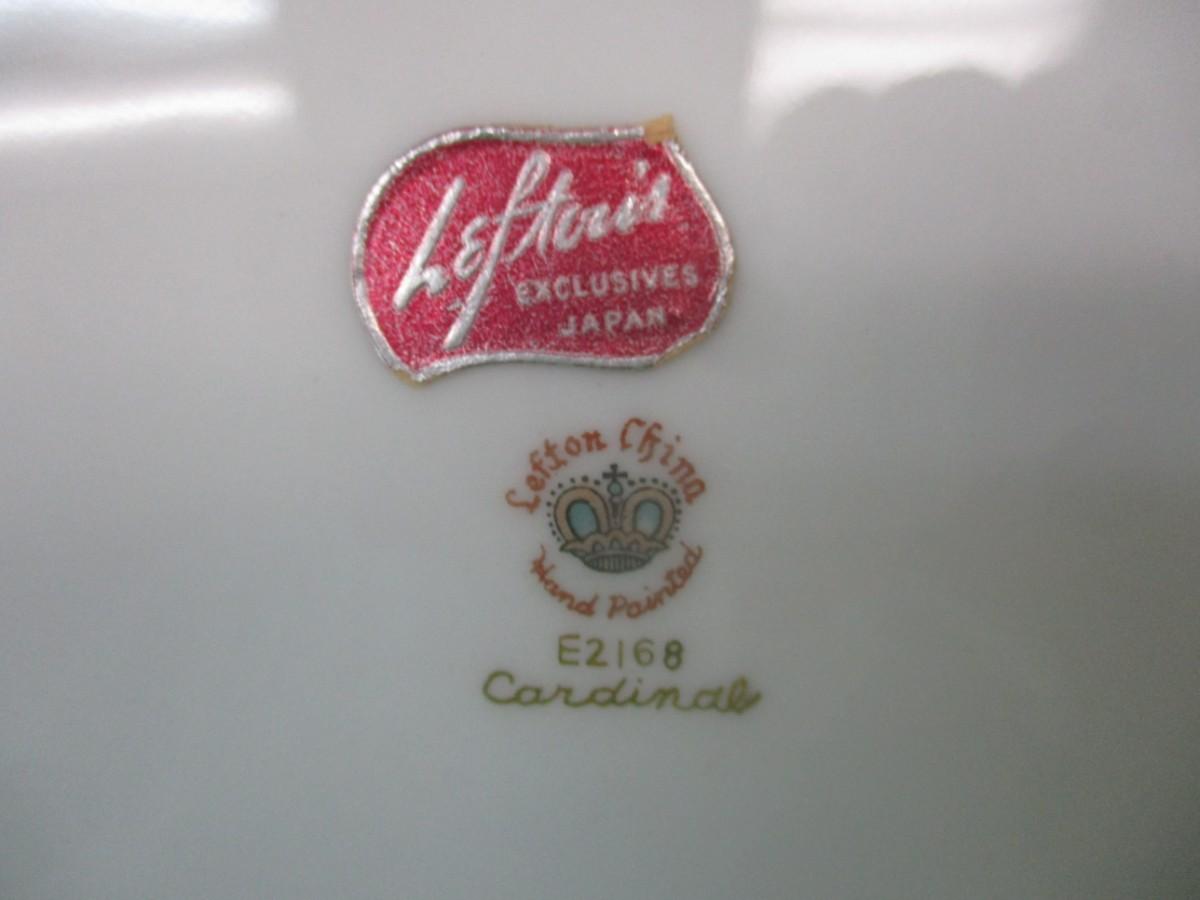 Lefton's
EXCLUSIVES
JAPAN
Lefton China
Hand Painted
E2168
Cardinal